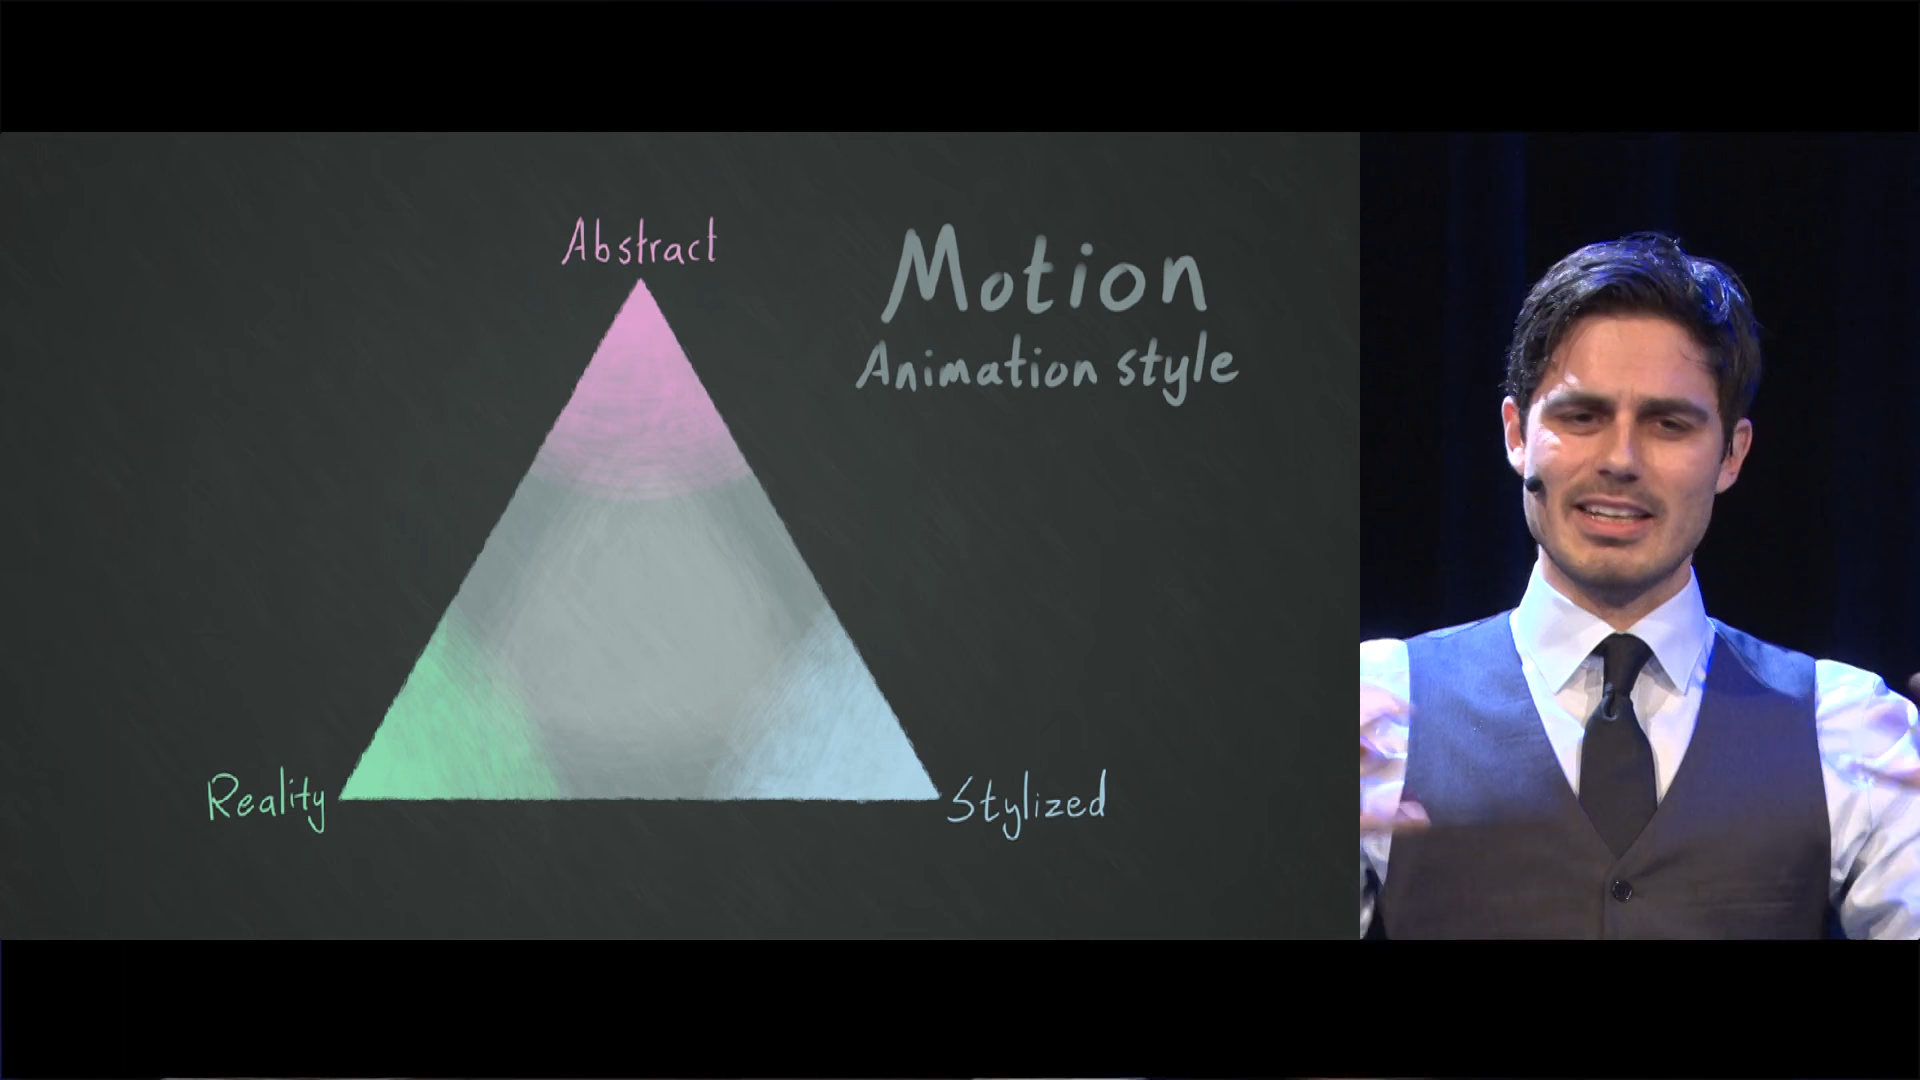 Abstract
Motion
Animation style
Reality
Stylized